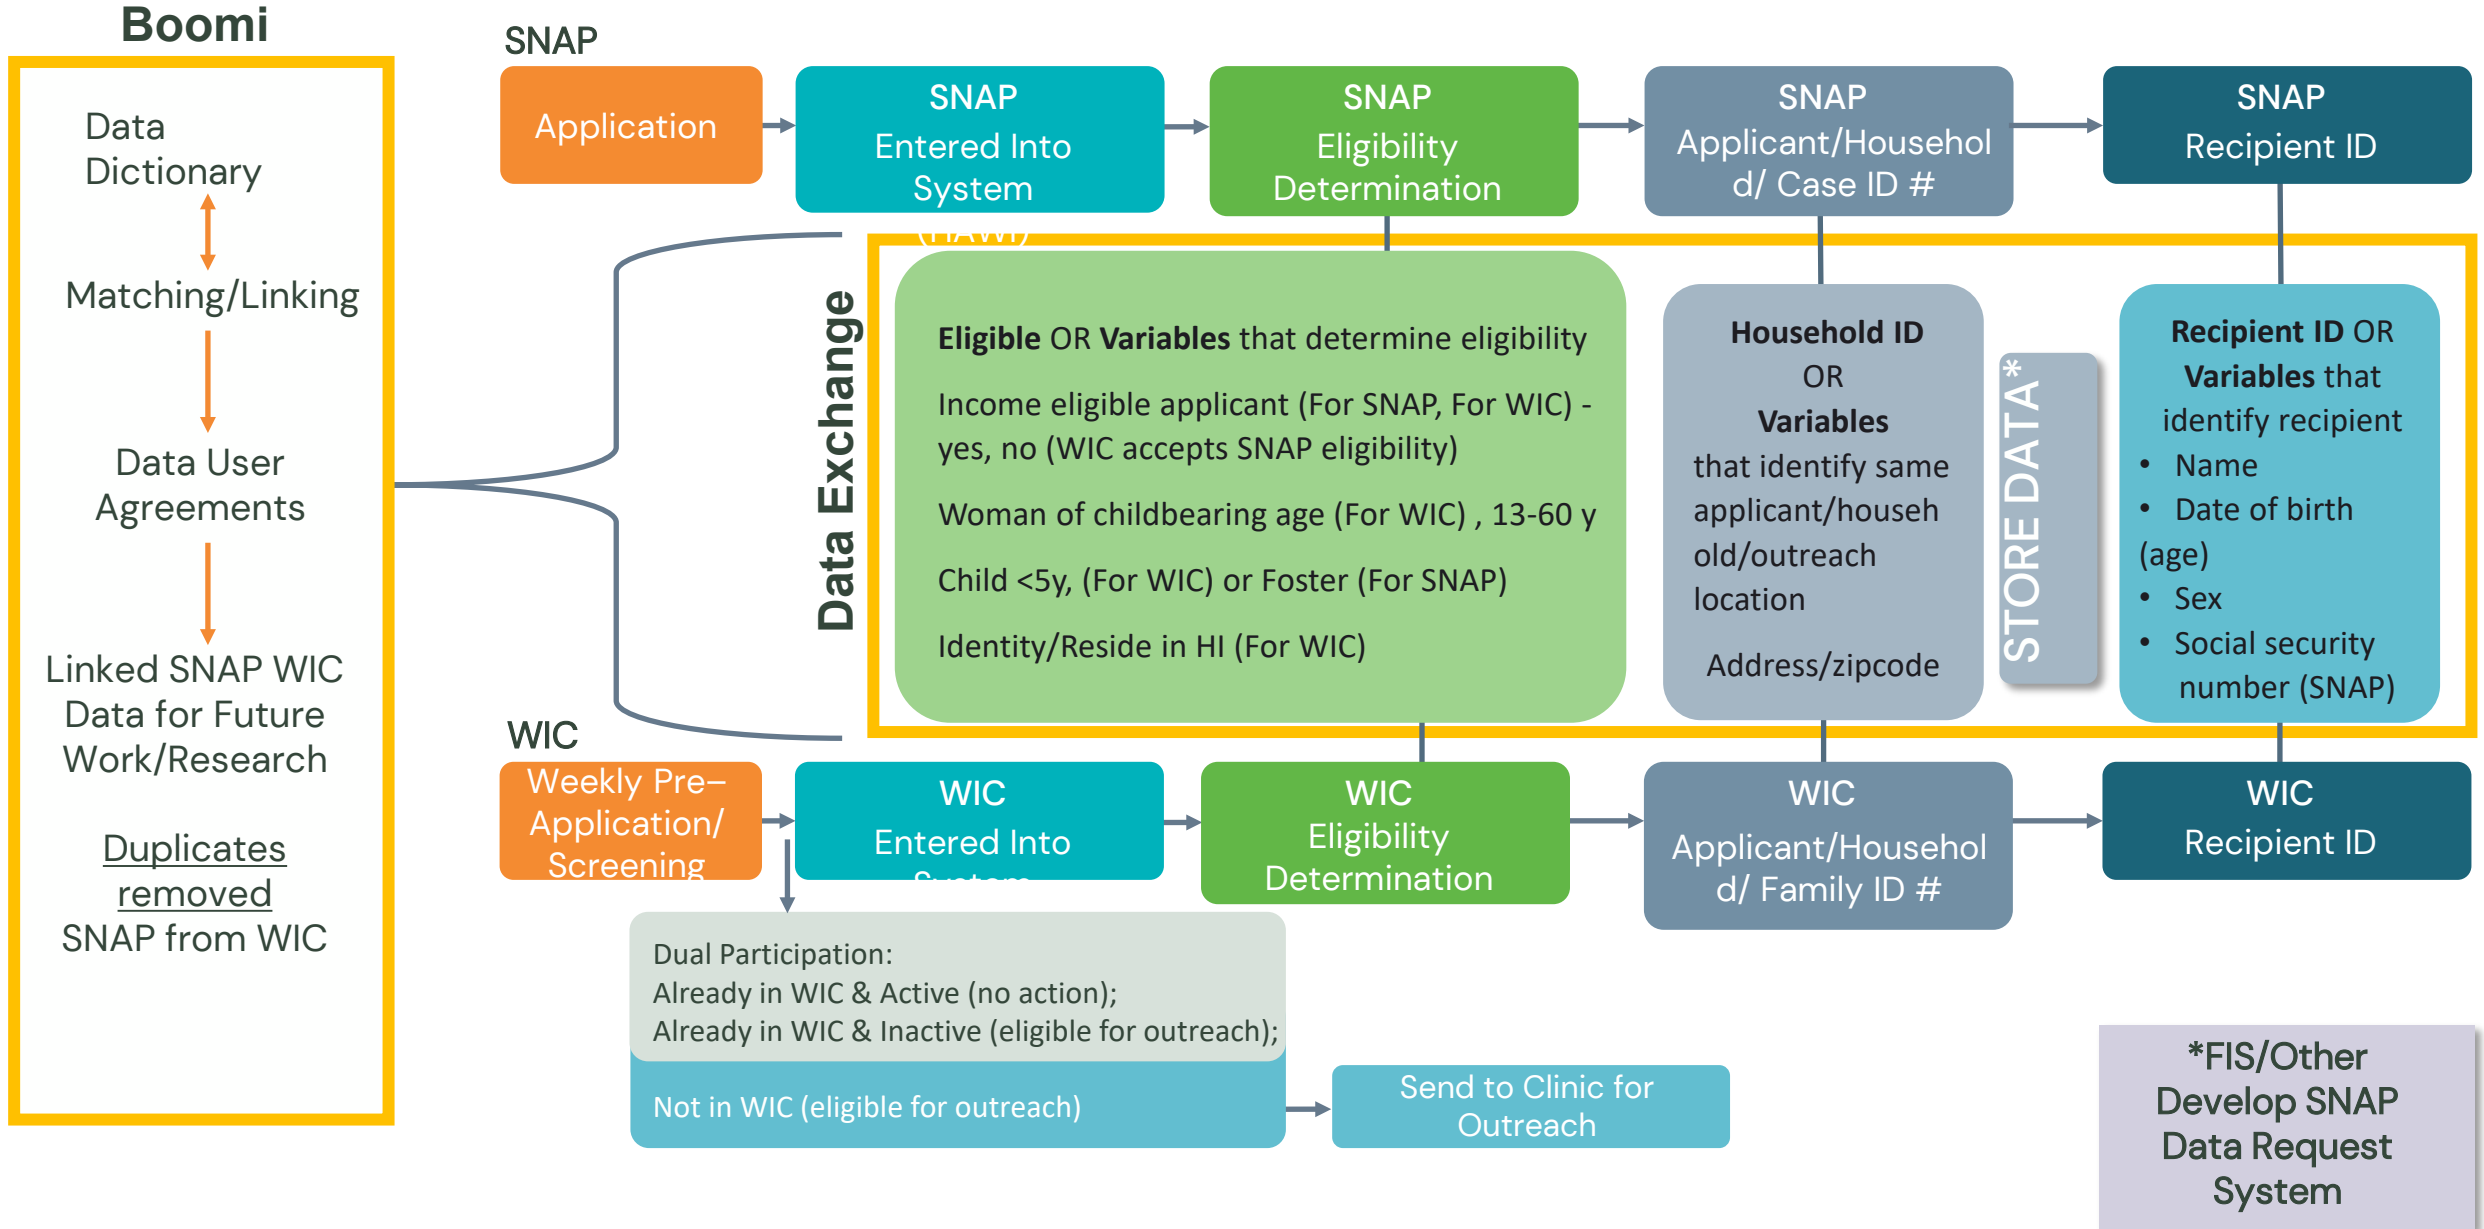 Boomi
Data
Dictionary
Matching/Linking
Data User
Agreements
Linked SNAP WIC
Data for Future
Work/Research
Duplicates
removed
SNAP from WIC
SNAP
Application
SNAP
Entered Into
System
(HAWI)
SNAP
Eligibility
Determination
SNAP
Applicant/Househol
d/ Case ID #
SNAP
Recipient ID
Data Exchange
Eligible OR Variables that determine eligibility
Income eligible applicant (For SNAP, For WIC) -
yes, no (WIC accepts SNAP eligibility)
Woman of childbearing age (For WIC) , 13-60 y
Child <5y, (For WIC) or Foster (For SNAP)
Identity/Reside in HI (For WIC)
Household ID
OR
Variables
that identify same
applicant/househ
old/outreach
location
Address/zipcode
STORE DATA*
Recipient ID OR
Variables that
identify recipient
• Name
• Date of birth
(age)
• Sex
• Social security
number (SNAP)
WIC
Weekly Pre–
Application/
Screening
WIC
Entered Into
System
WIC
Eligibility
Determination
WIC
Applicant/Househol
d/ Family ID #
WIC
Recipient ID
Dual Participation:
Already in WIC & Active (no action);
Already in WIC & Inactive (eligible for outreach);
Not in WIC (eligible for outreach)
Send to Clinic for
Outreach
*FIS/Other
Develop SNAP
Data Request
System